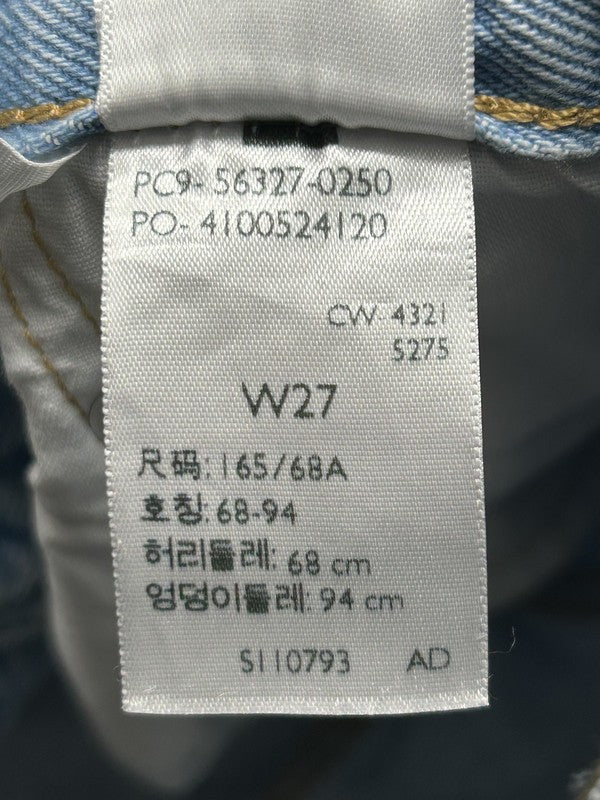 PC9- 56327-0250
PO- 4100524120
CW 4321
5275
W27
尺码: 165/68A
호칭: 68-94
허리둘레: 68 cm
엉덩이둘레: 94 cm
S110793 AD